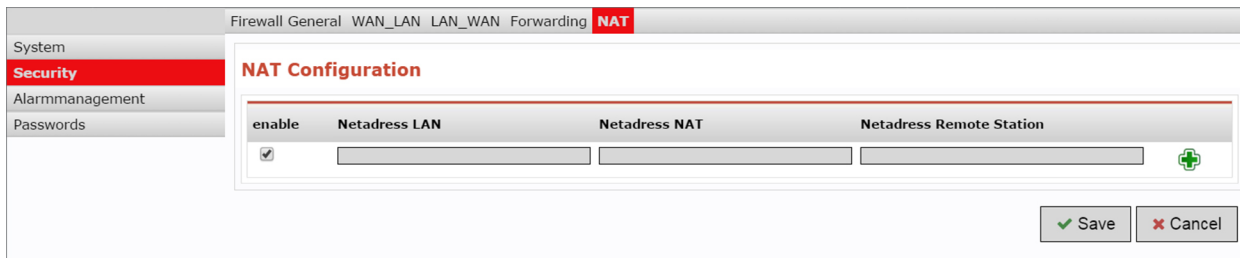 Firewall General WAN_LAN LAN_WAN Forwarding NAT
System
Security
Alarmmanagement
Passwords
NAT Configuration
enable Netadress LAN Netadress NAT Netadress Remote Station
Save Cancel